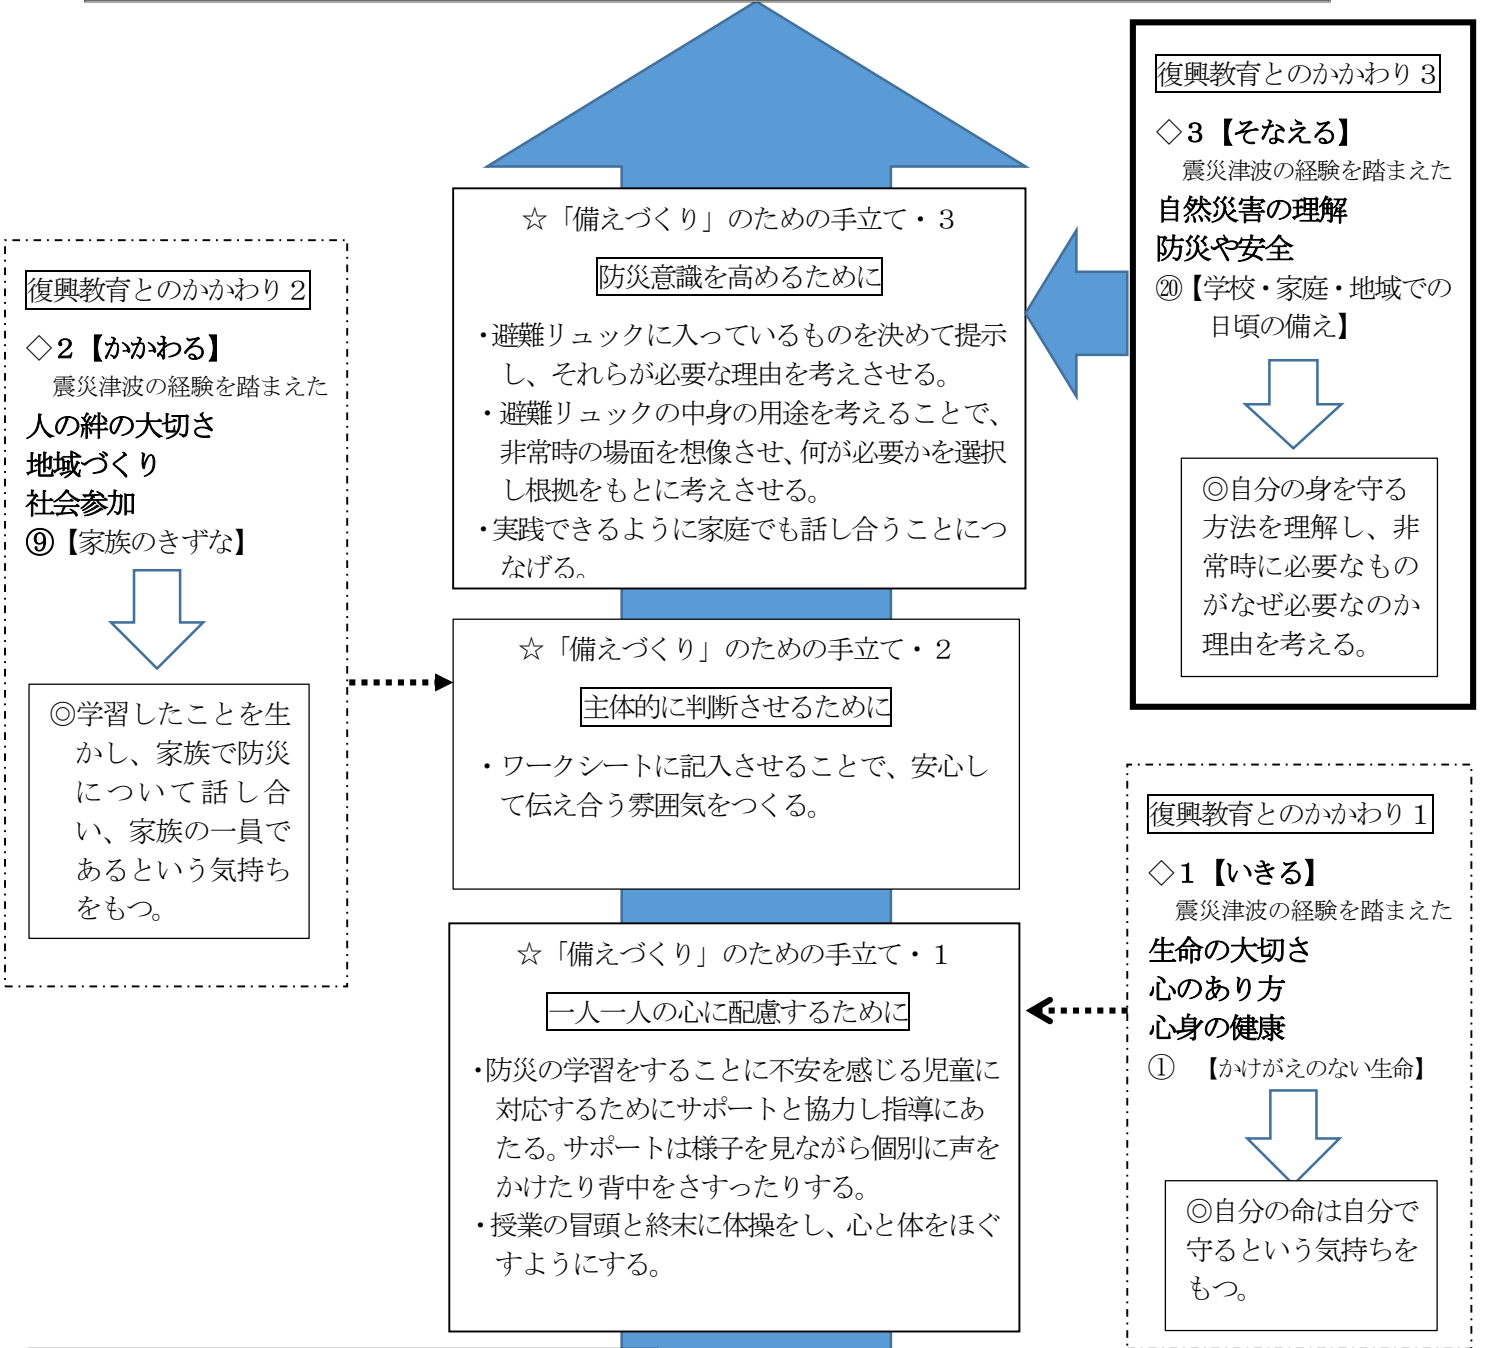 復興教育とのかかわり3
◇3【そなえる】
震災津波の経験を踏まえた
自然災害の理解
防災や安全
⑳【学校・家庭・地域での
日頃の備え】
◎自分の身を守る
方法を理解し、非
常時に必要なもの
がなぜ必要なのか
理由を考える。
☆「備えづくり」のための手立て・3
防災意識を高めるために
・避難リュックに入っているものを決めて提示
し、それらが必要な理由を考えさせる。
・避難リュックの中身の用途を考えることで、
非常時の場面を想像させ、何が必要かを選択
し根拠をもとに考えさせる。
・実践できるように家庭でも話し合うことにつ
なげる。
復興教育とのかかわり2
◇2【かかわる】
震災津波の経験を踏まえた
人の絆の大切さ
地域づくり
社会参加
⑨【家族のきずな】
◎学習したことを生
かし、家族で防災
について話し合
い、家族の一員で
あるという気持ち
をもつ。
☆「備えづくり」のための手立て・2
主体的に判断させるために
・ワークシートに記入させることで、安心し
て伝え合う雰囲気をつくる。
☆「備えづくり」のための手立て・1
一人一人の心に配慮するために
・防災の学習をすることに不安を感じる児童に
対応するためにサポートと協力し指導にあ
たる。サポートは様子を見ながら個別に声を
かけたり背中をさすったりする。
・授業の冒頭と終末に体操をし、心と体をほぐ
すようにする。
復興教育とのかかわり1
◇1【いきる】
震災津波の経験を踏まえた
生命の大切さ
心のあり方
心身の健康
① 【かけがえのない生命】
◎自分の命は自分で
守るという気持ちを
もつ。